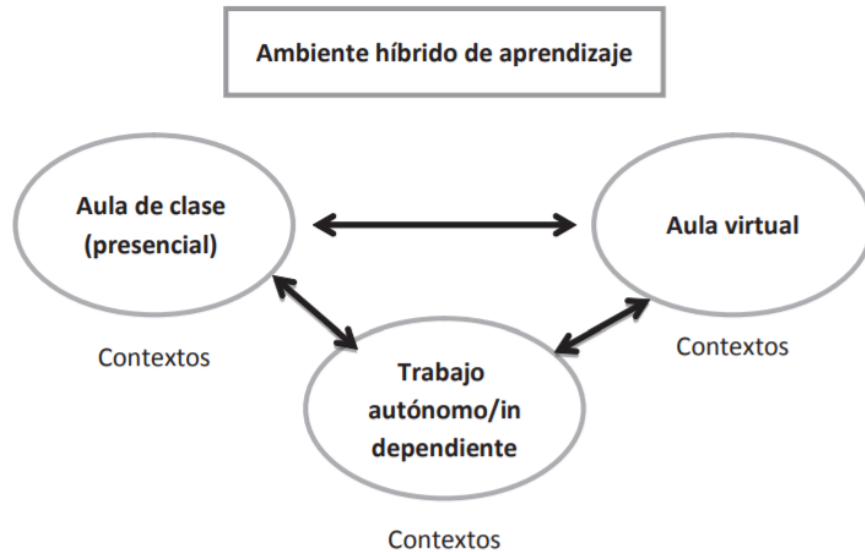 Ambiente híbrido de aprendizaje
Aula de clase
(presencial)
Aula virtual
Contextos
Contextos
Trabajo
autónomo/in
dependiente
Contextos